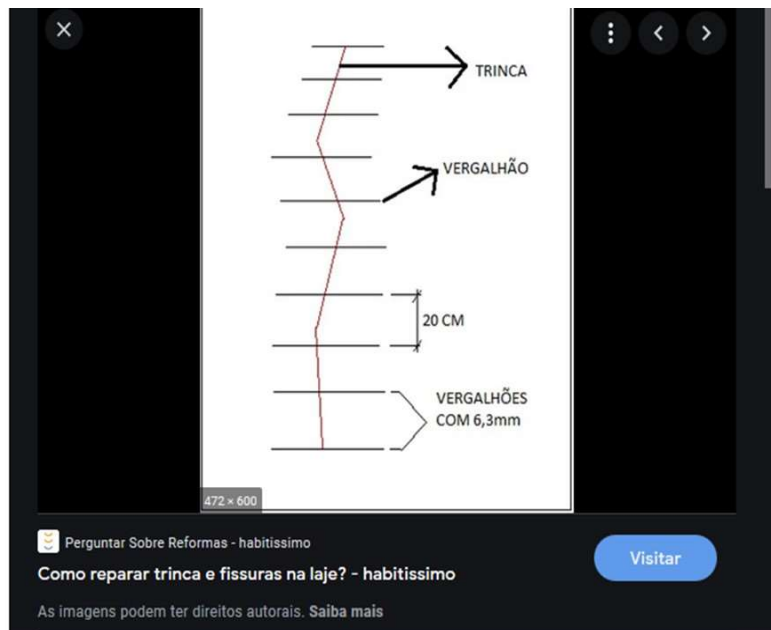 TRINCA
VERGALHÃO
20 CM
VERGALHÕES
COM 6,3mm
472 × 600
Perguntar Sobre Reformas - habitissimo
Visitar
Como reparar trinca e fissuras na laje? - habitissimo
As imagens podem ter direitos autorais. Saiba mais